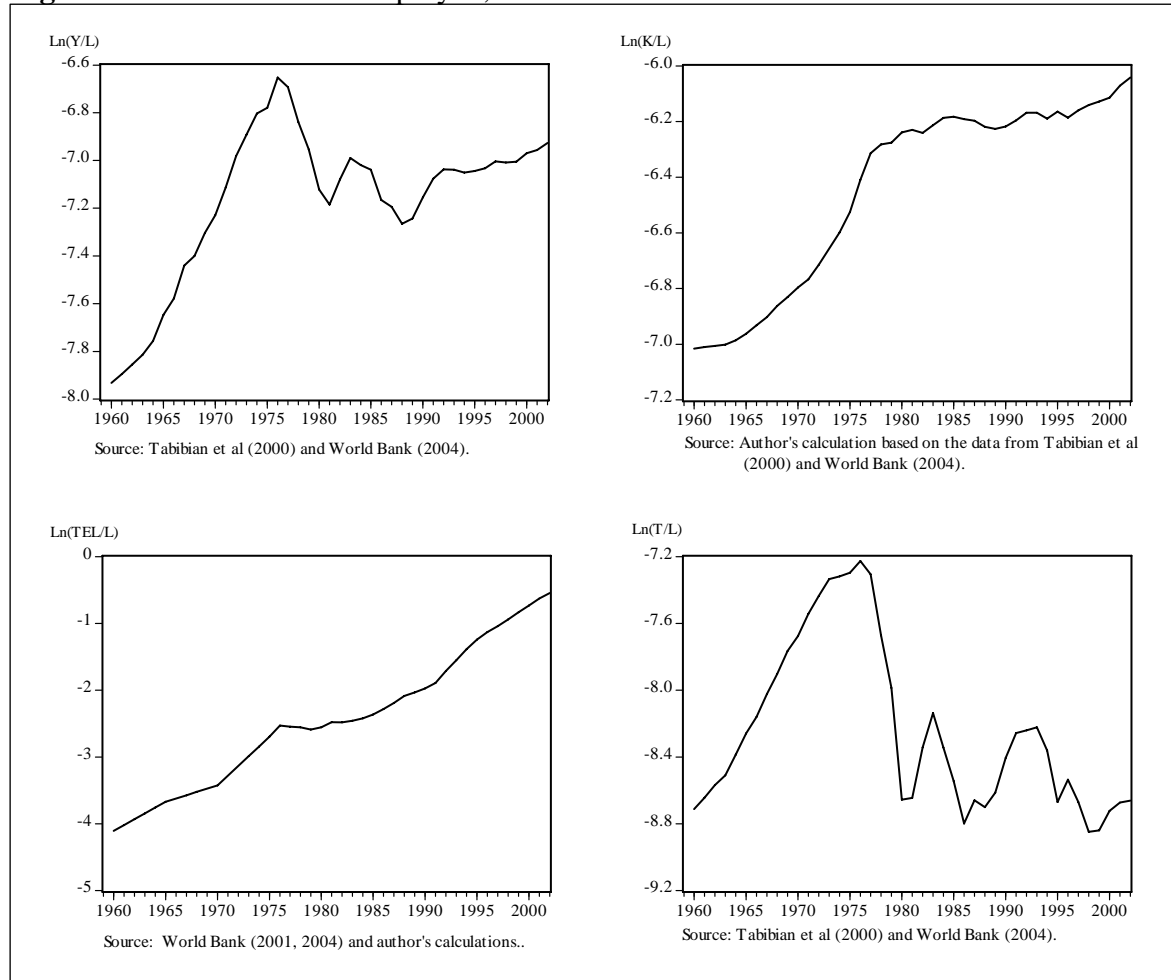 Ln(Y/L)
-6.6
-6.8
-7.0
-7.2
-7.4
-7.6
-7.8
-8.0
1960 1965 1970 1975 1980 1985 1990 1995 2000
Source: Tabibian et al (2000) and World Bank (2004).
Ln(K/L)
-6.0
-6.2
-6.4
-6.6
-6.8
-7.0
-7.2
1960 1965 1970 1975 1980 1985 1990 1995 2000
Source: Author's calculation based on the data from Tabibian et al
(2000) and World Bank (2004).
Ln(TEL/L)
0
-1
-2
-3
-4
-5
1960 1965 1970 1975 1980 1985 1990 1995 2000
Source: World Bank (2001, 2004) and author's calculations..
Ln(T/L)
-7.2
-7.6
-8.0
-8.4
-8.8
-9.2
1960 1965 1970 1975 1980 1985 1990 1995 2000
Source: Tabibian et al (2000) and World Bank (2004).